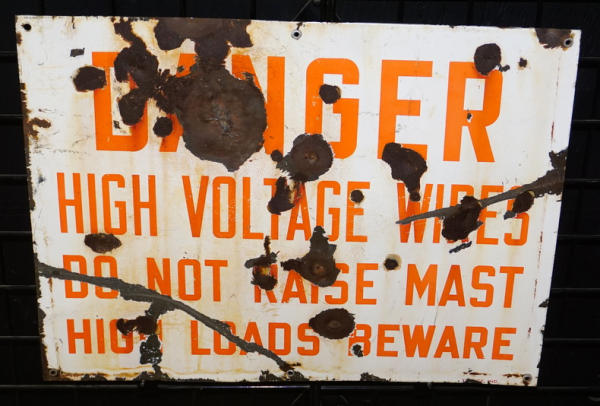 DANGER
HIGH VOLTAGE WIRES
DO NOT RAISE MAST
HIGH LOADS BEWARE